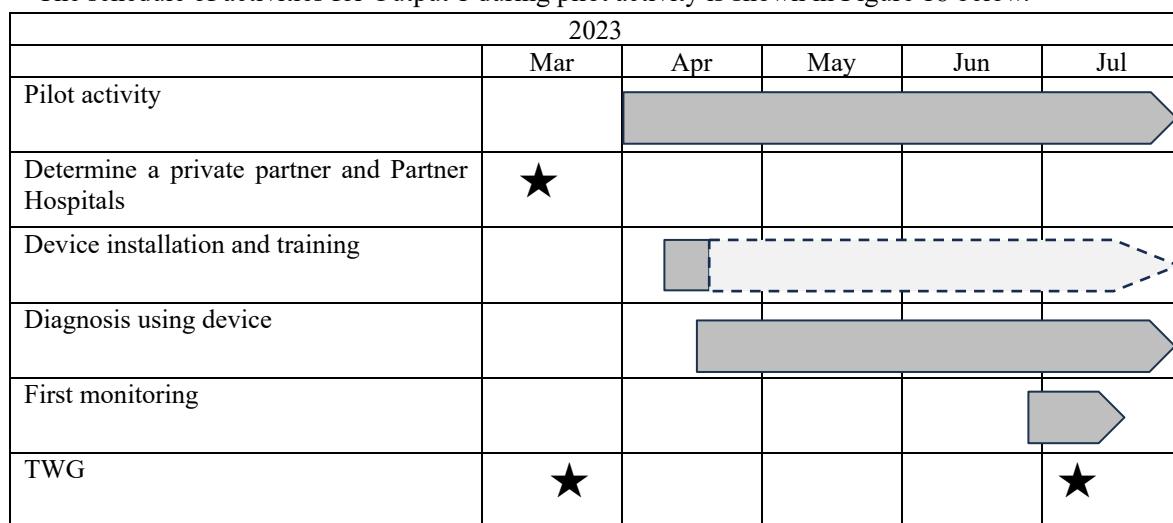 The schedule of activities for Output during pilot activity is shown in Figure below.
2023
Mar Apr May Jun Jul
Pilot activity
Determine a private partner and Partner
Hospitals
Device installation and training
Diagnosis using device
First monitoring
TWG